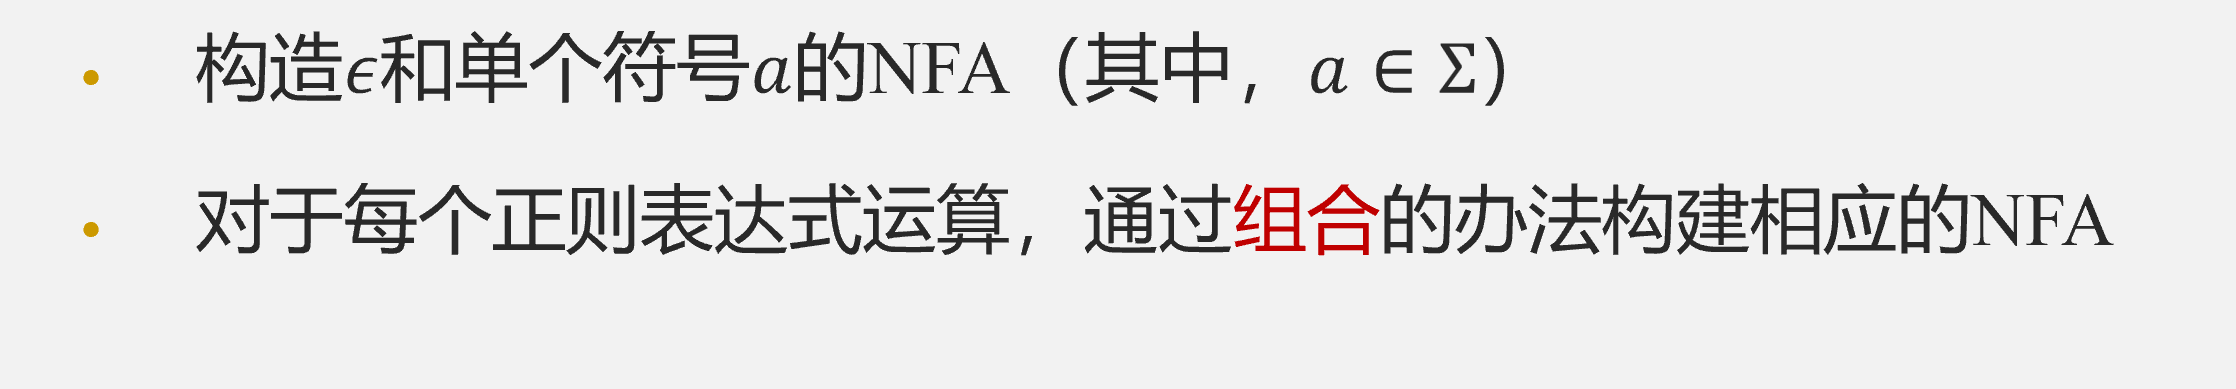 • 构造ϵ和单个符号a的NFA（其中，a ∈ Σ）
• 对于每个正则表达式运算，通过组合的办法构建相应的NFA